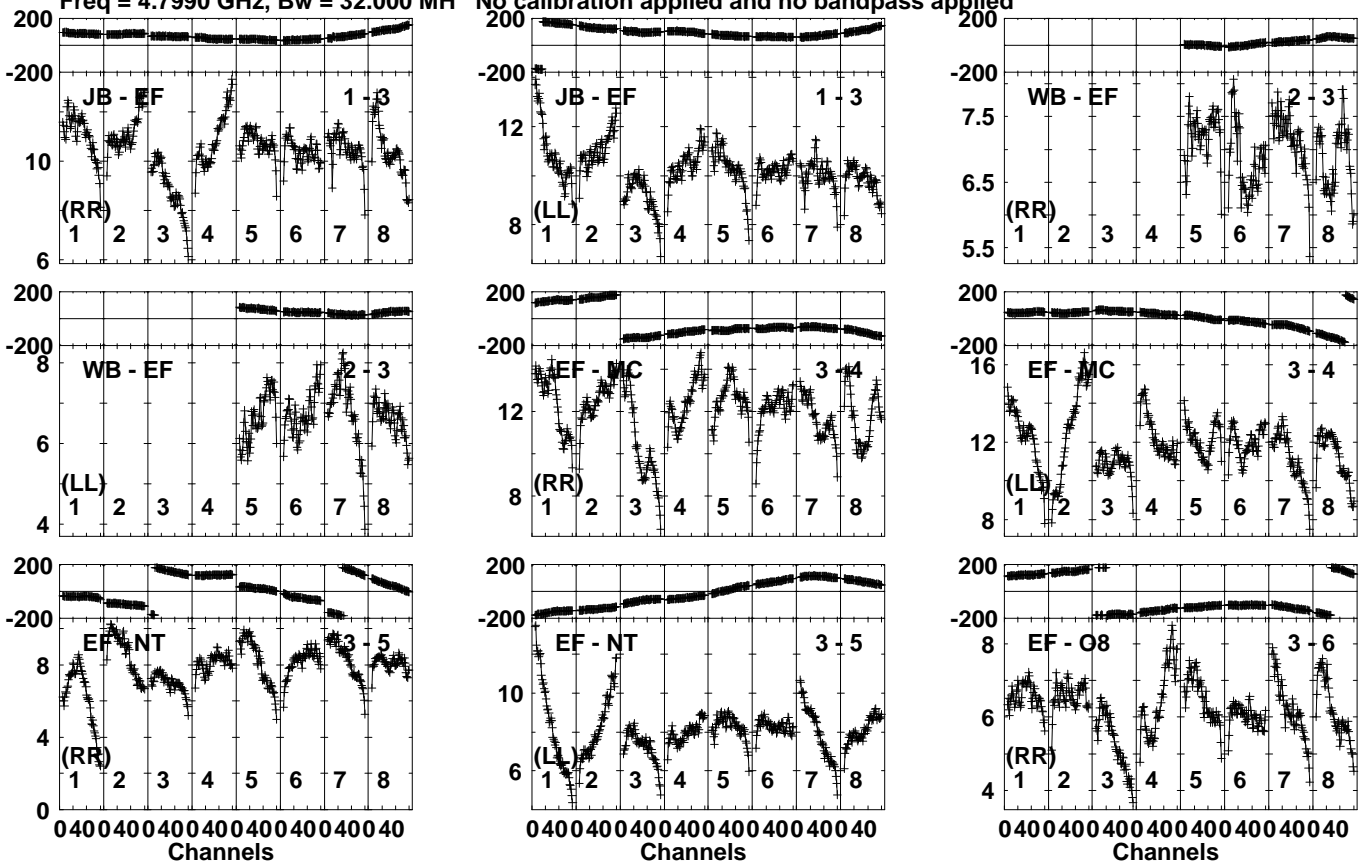 Freq = 4.7990 GHz, Bw = 32.000 MH No calibration applied and no bandpass applied
200 200 200
-200 -200 -200
JB - EF 1 - 3 JB - EF 1 - 3 WB - EF 2 - 3
12 7.5
10
6.5
(RR) (LL) 8 (RR)
1 2 3 4 5 6 7 8 1 2 3 4 5 6 7 8 1 2 3 4 5 6 7 8
6 5.5
200 200 200
-200 -200 -200
8 16
WB - EF 2 - 3 EF - MC 3 - 4 EF - MC 3 - 4
12
6 12
(LL) (RR) 8 (LL)
1 2 3 4 5 6 7 8 1 2 3 4 5 6 7 8 1 2 3 4 5 6 7 8
4 8
200 200 200
-200 -200 -200
EF - NT 3 - 5 EF - NT 3 - 5 EF - O8 3 - 6
8 10 8
6
4
(RR) (LL) (RR)
1 2 3 4 5 6 7 8 6 1 2 3 4 5 6 7 8 1 2 3 4 5 6 7 8
4
0
0 40 0 40 0 40 0 40 0 40 0 40 0 40 0 40 0 40 0 40 0 40 0 40 0 40 0 40 0 40 0 40 0 40 0 40 0 40 0 40 0 40 0 40 0 40 0 40
Channels Channels Channels